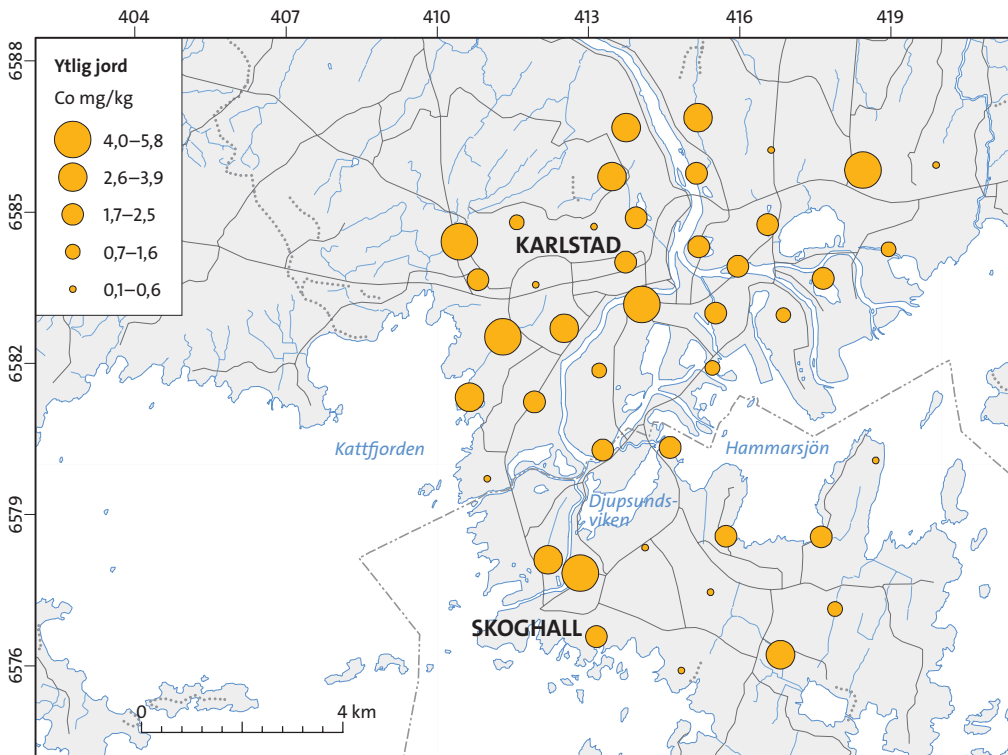 404 407 410 413 416 419
6588
6585
6582
6579
6576
Ytlig jord
Co mg/kg
4,0–5,8
2,6–3,9
1,7–2,5
0,7–1,6
0,1–0,6
KARLSTAD
Kattfjorden
Hammarsjön
Djupsunds-
viken
SKOGHALL
0 4 km